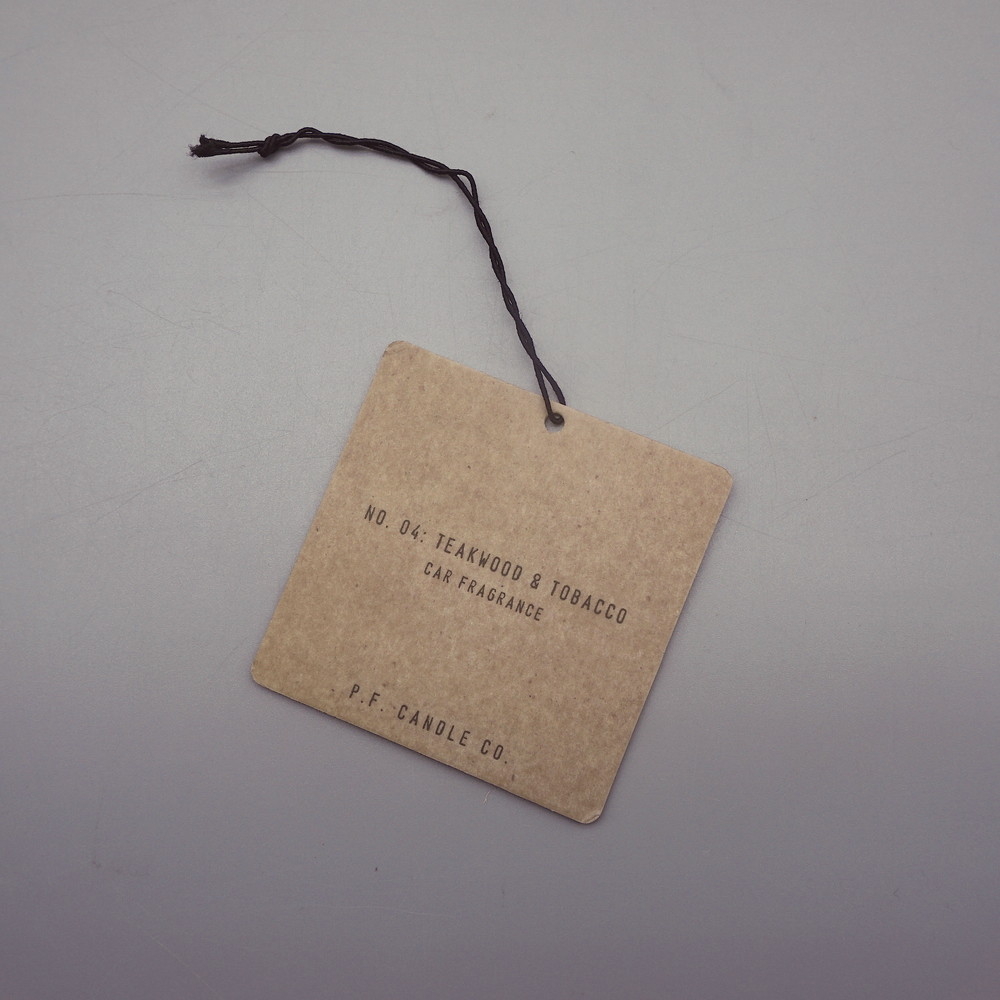 NO. 04: TEAKWOOD & TOBACCO
CAR FRAGRANCE
P.F. CANDLE CO.